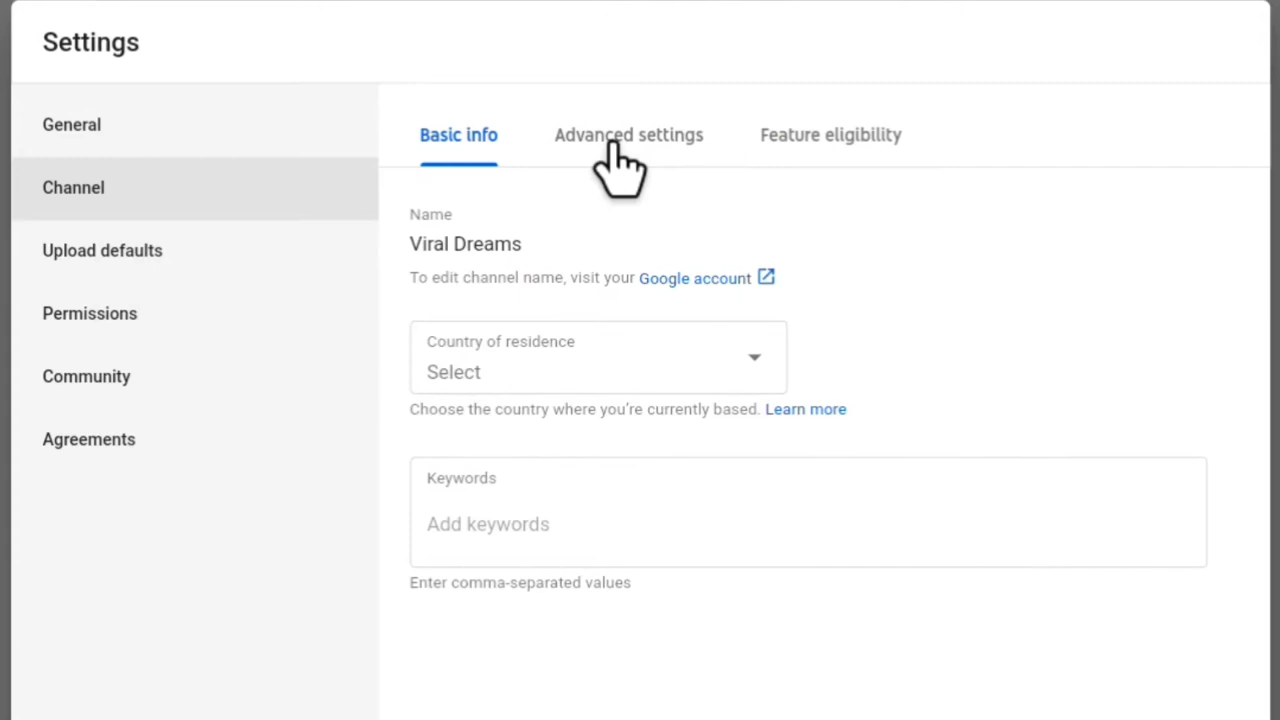 Settings
General
Channel
Upload defaults
Permissions
Community
Agreements
Basic info
Advanced settings
Feature eligibility
Name
Viral Dreams
To edit channel name, visit your Google account
Country of residence
Select
Choose the country where you’re currently based. Learn more
Keywords
Add keywords
Enter comma-separated values